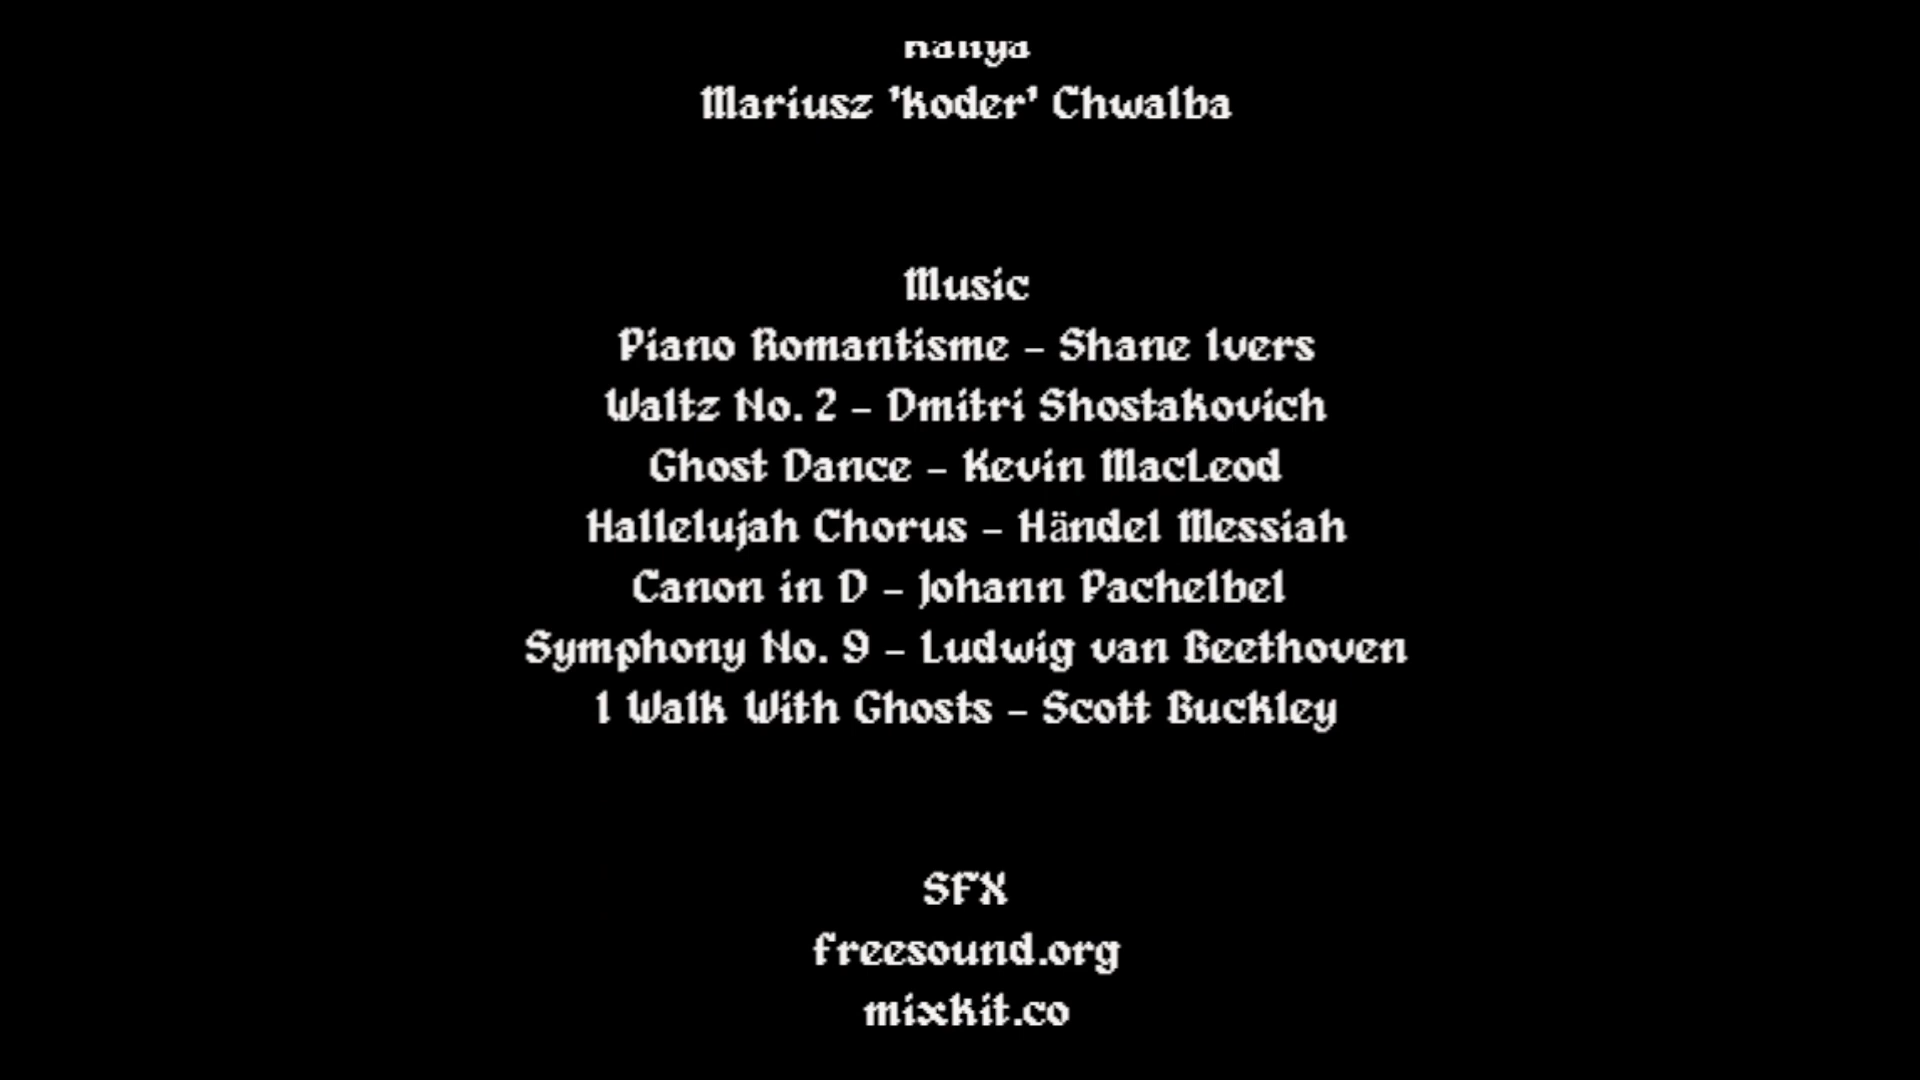 Mariusz 'Koder' Chwalba
Music
Piano Romantisme - Shane Ivers
Waltz No. 2 - Dmitri Shostakovich
Ghost Dance - Kevin MacLeod
Hallelujah Chorus - Händel Messiah
Canon in D - Johann Pachelbel
Symphony No. 9 - Ludwig van Beethoven
I Walk With Ghosts - Scott Buckley
SFX
freesound.org
mixkit.co